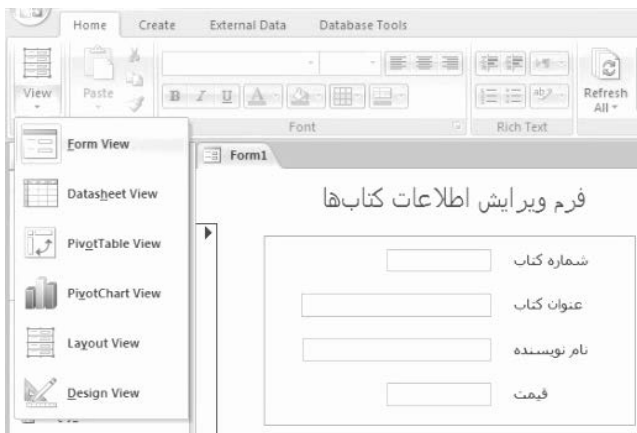 Home Create External Data Database Tools
View Paste B I U A ab Refresh All
Font Rich Text
Form View
Datasheet View
PivotTable View
PivotChart View
Layout View
Design View
Form1
فرم ویرایش اطلاعات کتاب‌ها
شماره کتاب
عنوان کتاب
نام نویسنده
قیمت